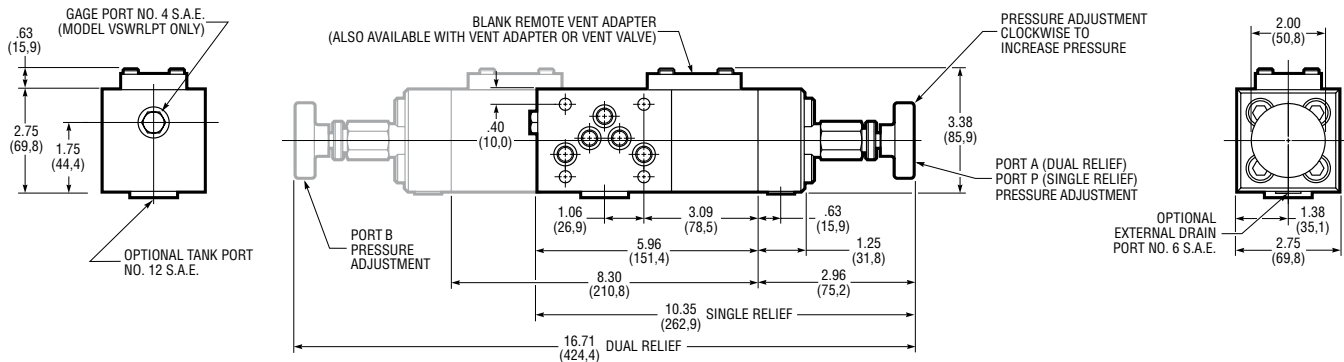 GAGE PORT NO. 4 S.A.E.
(MODEL VSWRLPT ONLY)
.63
(15,9)
2.75
(69,8)
1.75
(44,4)
OPTIONAL TANK PORT
NO. 12 S.A.E.
BLANK REMOTE VENT ADAPTER
(ALSO AVAILABLE WITH VENT ADAPTER OR VENT VALVE)
PRESSURE ADJUSTMENT
CLOCKWISE TO
INCREASE PRESSURE
.40
(10,0)
3.38
(85,9)
PORT A (DUAL RELIEF)
PORT P (SINGLE RELIEF)
PRESSURE ADJUSTMENT
PORT B
PRESSURE
ADJUSTMENT
1.06
(26,9)
3.09
(78,5)
.63
(15,9)
5.96
(151,4)
1.25
(31,8)
8.30
(210,8)
2.96
(75,2)
10.35
(262,9)
SINGLE RELIEF
16.71
(424,4)
DUAL RELIEF
2.00
(50,8)
OPTIONAL
EXTERNAL DRAIN
PORT NO. 6 S.A.E.
1.38
(35,1)
2.75
(69,8)